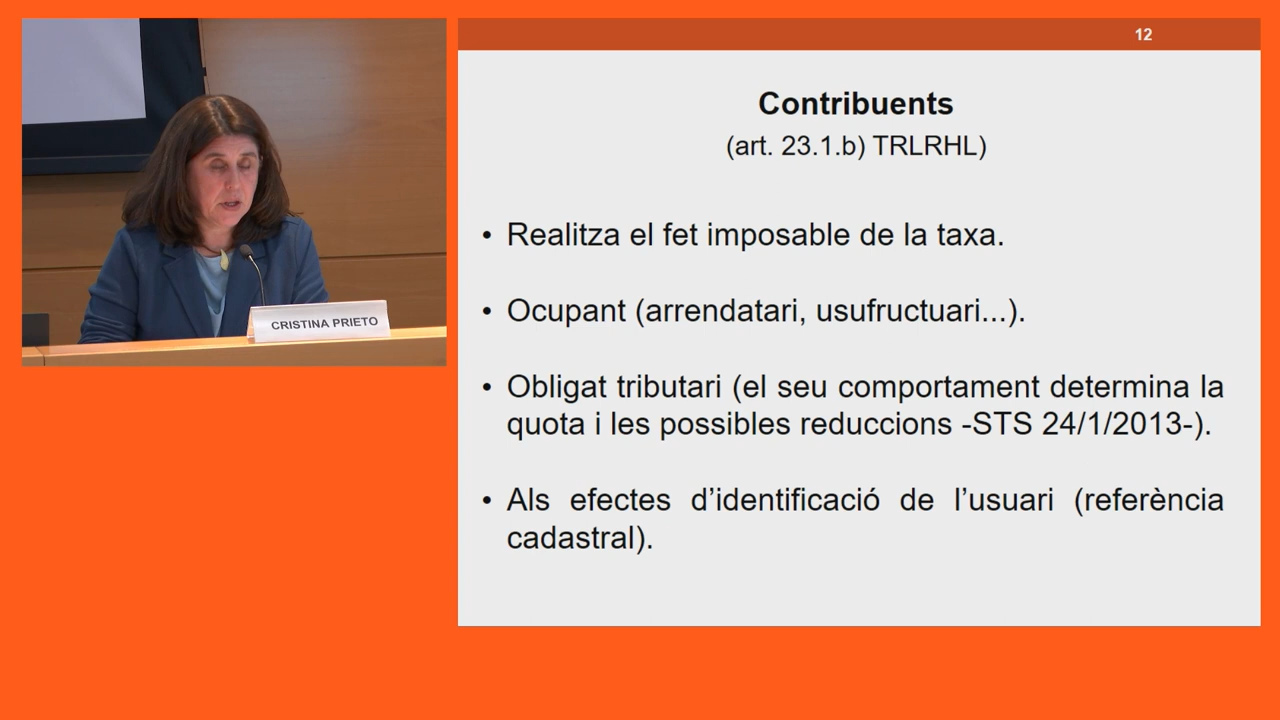 CRISTINA PRIETO
12
Contribuents
(art. 23.1.b) TRLRHL)
• Realitza el fet imposable de la taxa.
• Ocupant (arrendatari, usufructuari...).
• Obligat tributari (el seu comportament determina la
quota i les possibles reduccions -STS 24/1/2013-).
• Als efectes d’identificació de l’usuari (referència
cadastral).